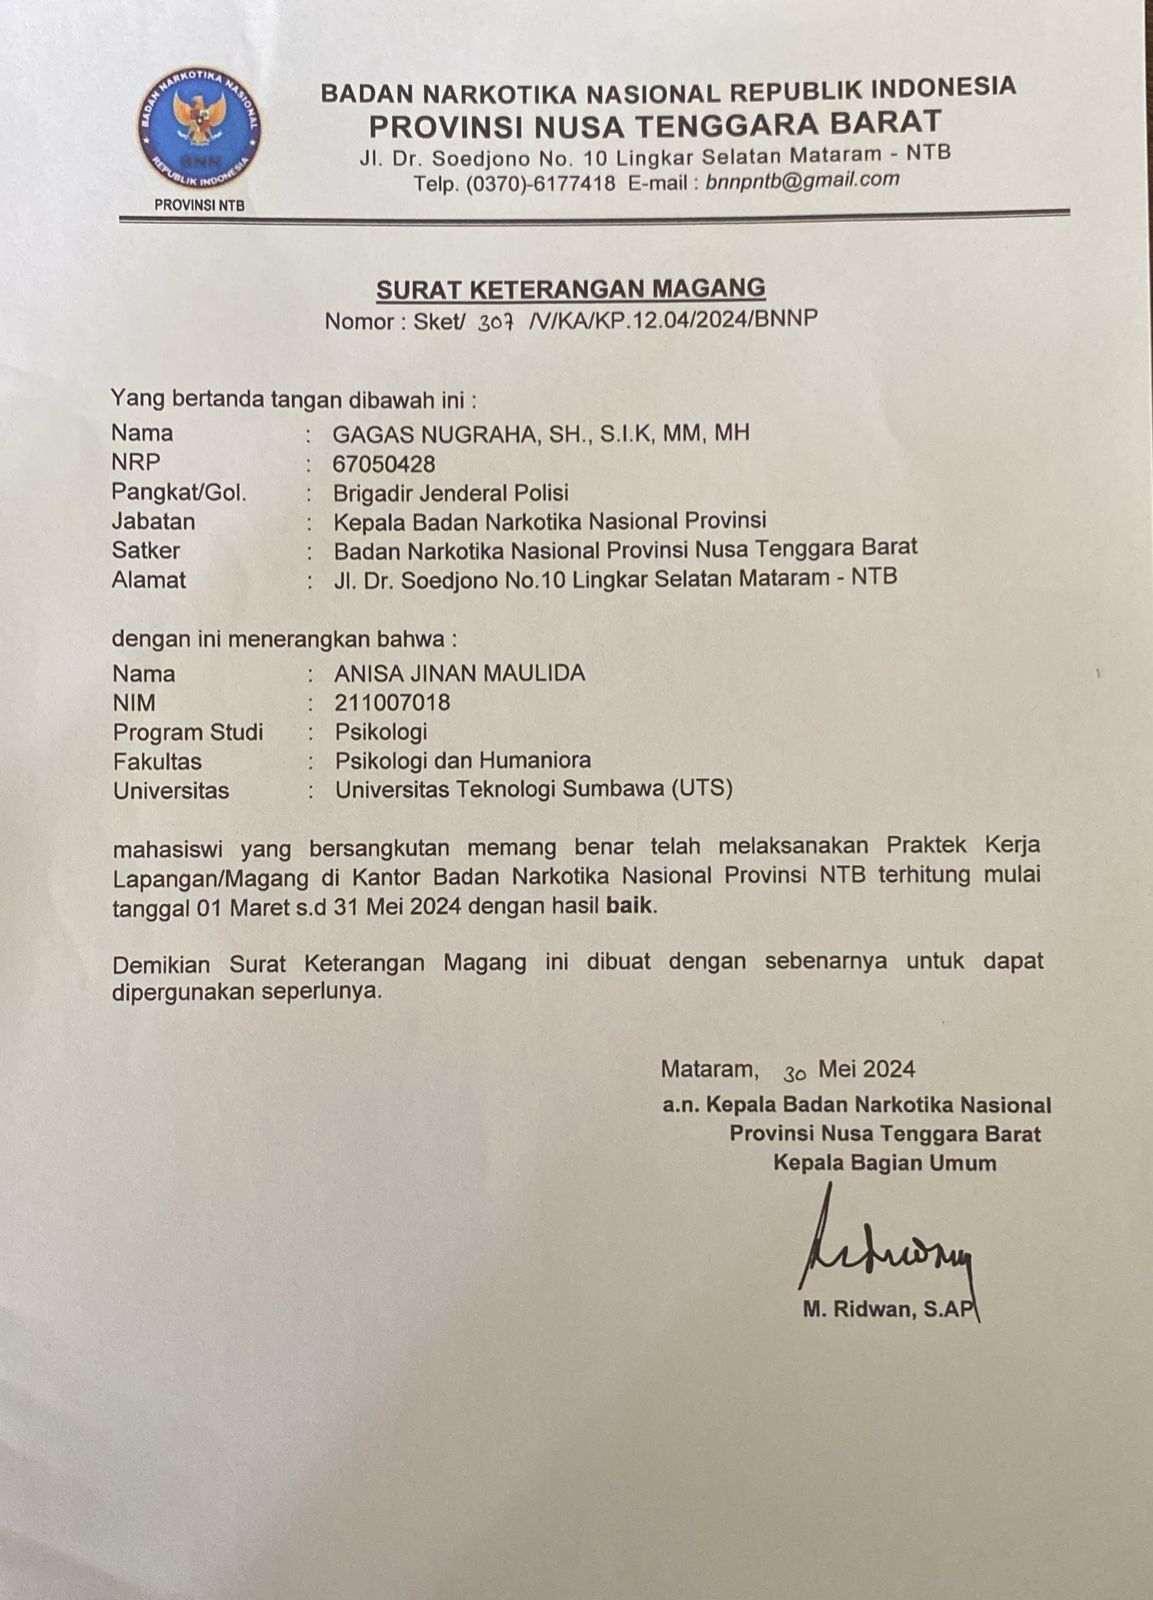 BADAN NARKOTIKA NASIONAL
BNN
REPUBLIK INDONESIA
PROVINSI NTB
BADAN NARKOTIKA NASIONAL REPUBLIK INDONESIA
PROVINSI NUSA TENGGARA BARAT
Jl. Dr. Soedjono No. 10 Lingkar Selatan Mataram - NTB
Telp. (0370)-6177418 E-mail : bnnpntb@gmail.com
SURAT KETERANGAN MAGANG
Nomor : Sket/ 307 /V/KA/KP.12.04/2024/BNNP
Yang bertanda tangan dibawah ini :
Nama : GAGAS NUGRAHA, SH., S.I.K, MM, MH
NRP : 67050428
Pangkat/Gol. : Brigadir Jenderal Polisi
Jabatan : Kepala Badan Narkotika Nasional Provinsi
Satker : Badan Narkotika Nasional Provinsi Nusa Tenggara Barat
Alamat : Jl. Dr. Soedjono No.10 Lingkar Selatan Mataram - NTB
dengan ini menerangkan bahwa :
Nama : ANISA JINAN MAULIDA
NIM : 211007018
Program Studi : Psikologi
Fakultas : Psikologi dan Humaniora
Universitas : Universitas Teknologi Sumbawa (UTS)
mahasiswi yang bersangkutan memang benar telah melaksanakan Praktek Kerja
Lapangan/Magang di Kantor Badan Narkotika Nasional Provinsi NTB terhitung mulai
tanggal 01 Maret s.d 31 Mei 2024 dengan hasil baik.
Demikian Surat Keterangan Magang ini dibuat dengan sebenarnya untuk dapat
dipergunakan seperlunya.
Mataram, 30 Mei 2024
a.n. Kepala Badan Narkotika Nasional
Provinsi Nusa Tenggara Barat
Kepala Bagian Umum
M. Ridwan, S.AP